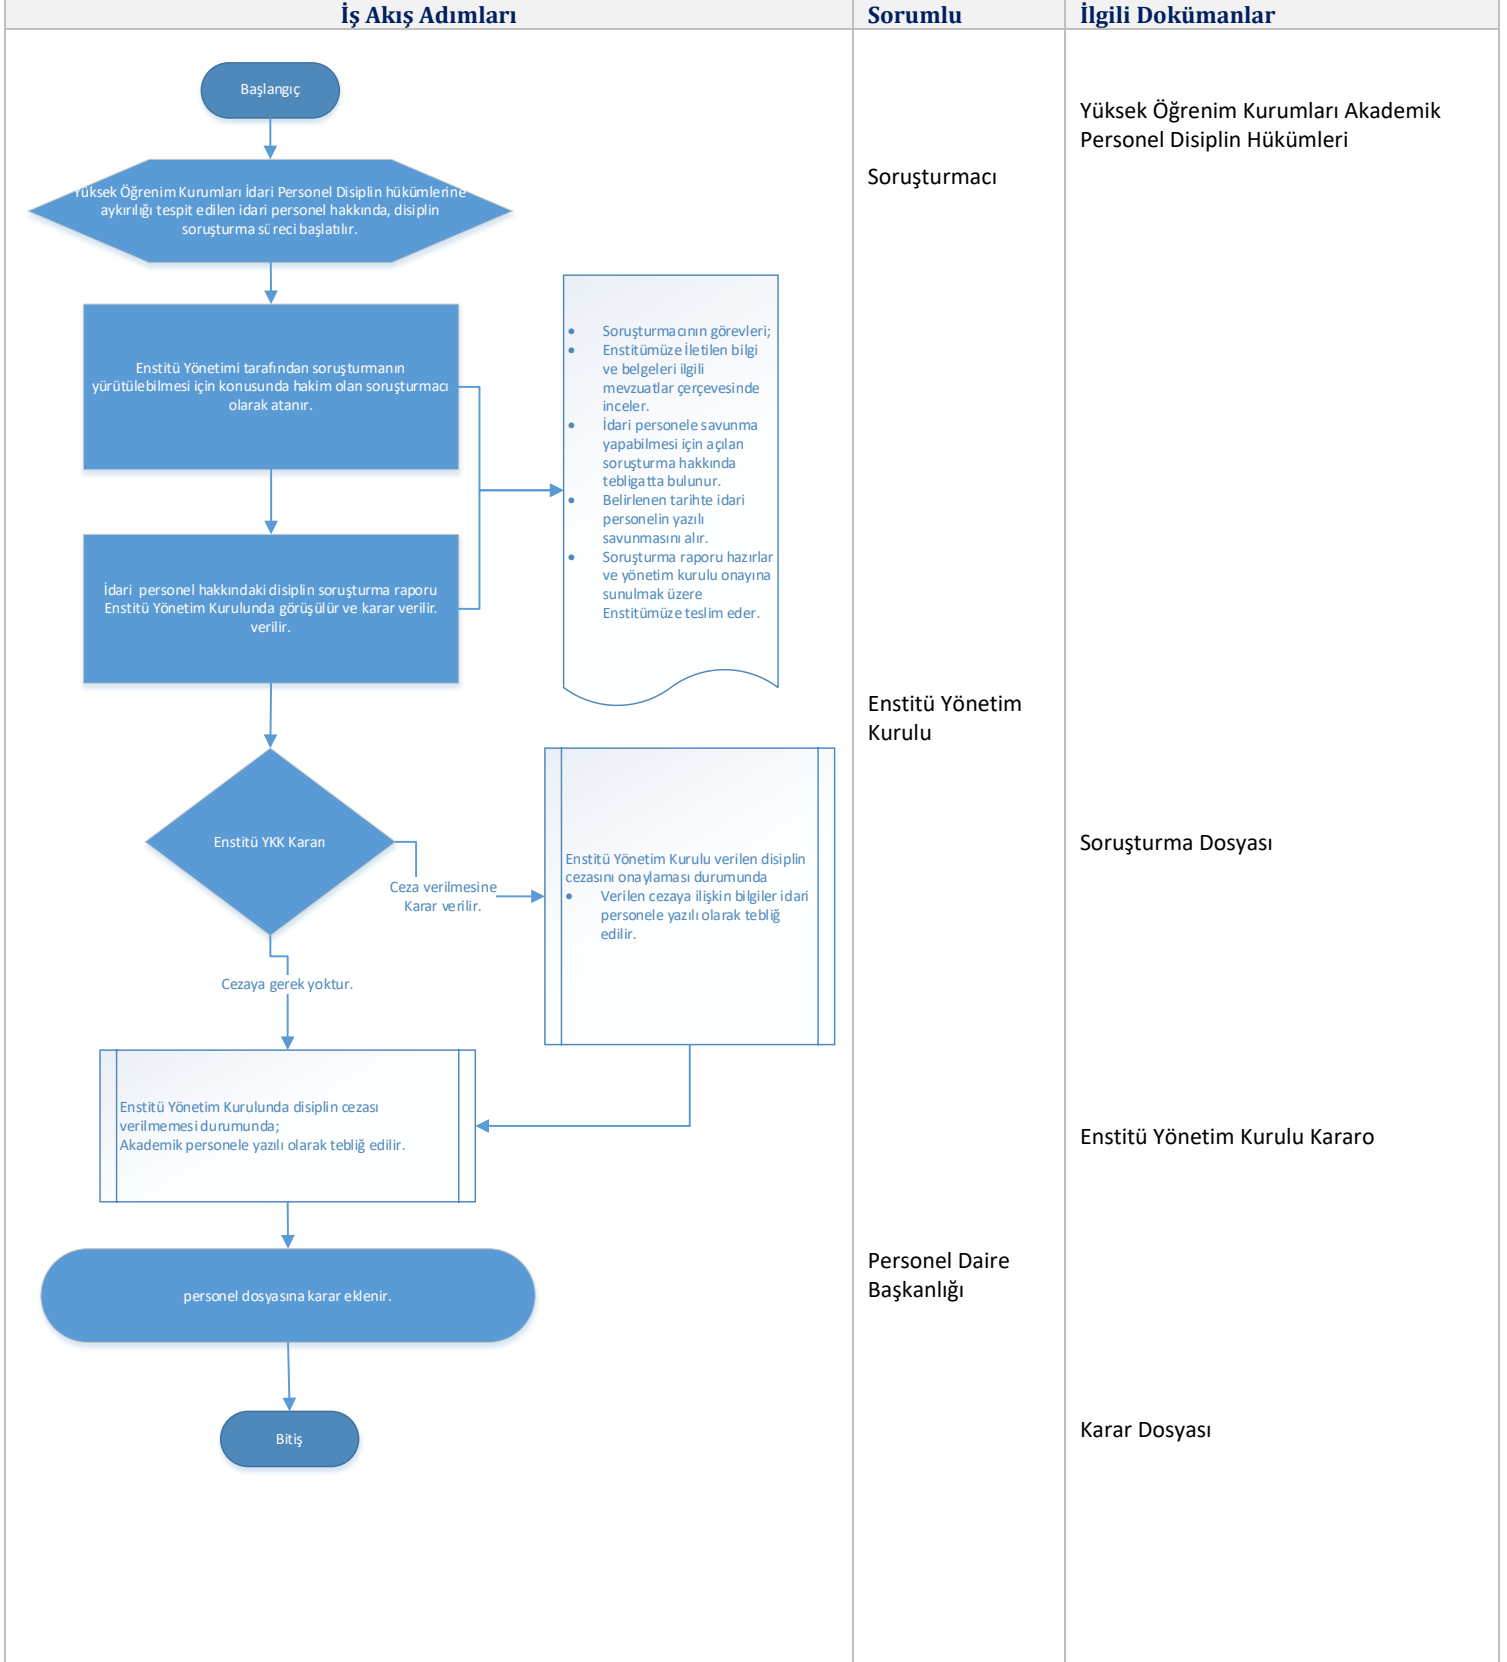 İş Akış Adımları
Sorumlu
İlgili Dokümanlar
Başlangıç
Yüksek Öğrenim Kurumları Akademik
Personel Disiplin Hükümleri
Soruşturmacı
Yüksek Öğrenim Kurumları İdari Personel Disiplin hükümlerine
aykırılığı tespit edilen idari personel hakkında, disiplin
soruşturma süreci başlatılır.
Enstitü Yönetimi tarafından soruşturmanın
yürütülebilmesi için konusunda hakim olan soruşturmacı
olarak atanır.
• Soruşturmacının görevleri;
• Enstitümüze İletilen bilgi
ve belgeleri ilgili
mevzuatlar çerçevesinde
inceler.
• İdari personele savunma
yapabilmesi için açılan
soruşturma hakkında
tebligatta bulunur.
• Belirlenen tarihte idari
personelin yazılı
savunmasını alır.
• Soruşturma raporu hazırlar
ve yönetim kurulu onayına
sunulmak üzere
Enstitümüze teslim eder.
İdari personel hakkındaki disiplin soruşturma raporu
Enstitü Yönetim Kurulunda görüşülür ve karar verilir.
verilir.
Enstitü Yönetim
Kurulu
Enstitü YKK Kararı
Ceza verilmesine
Karar verilir.
Enstitü Yönetim Kurulu verilen disiplin
cezasını onaylaması durumunda
• Verilen cezaya ilişkin bilgiler idari
personele yazılı olarak tebliğ
edilir.
Soruşturma Dosyası
Cezaya gerek yoktur.
Enstitü Yönetim Kurulunda disiplin cezası
verilmemesi durumunda;
Akademik personele yazılı olarak tebliğ edilir.
Enstitü Yönetim Kurulu Kararo
personel dosyasına karar eklenir.
Personel Daire
Başkanlığı
Bitiş
Karar Dosyası